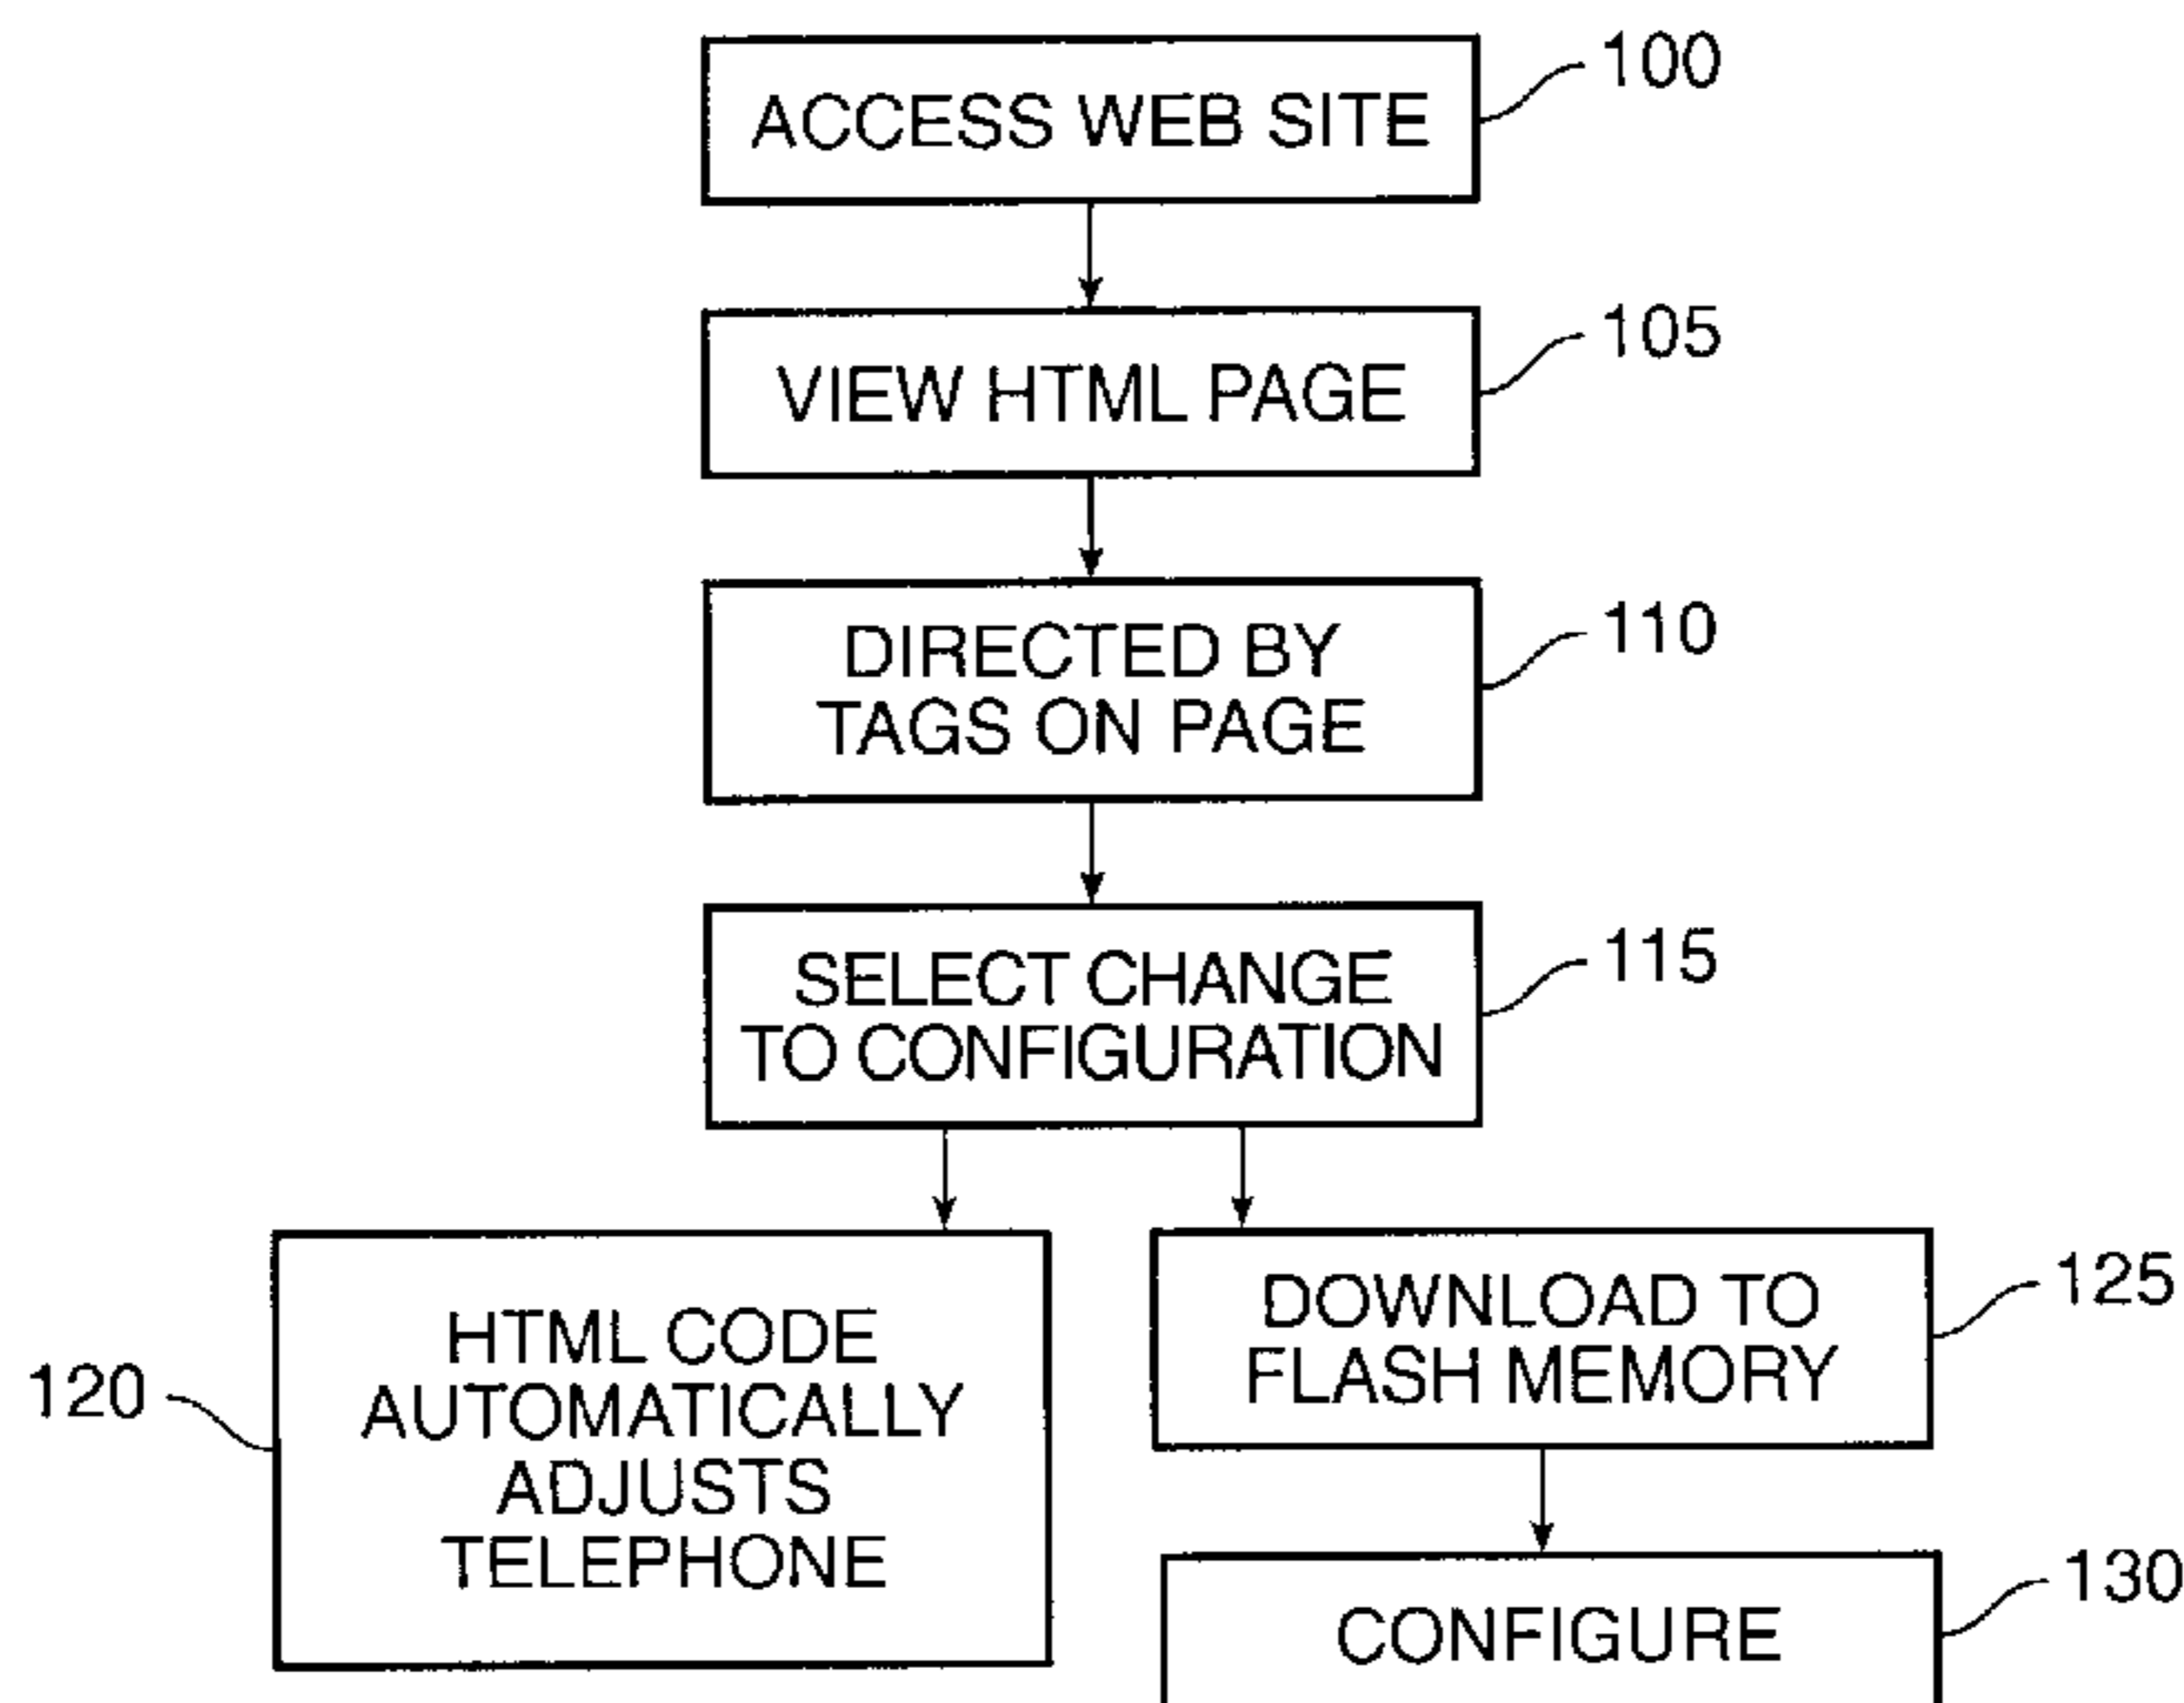 ACCESS WEB SITE
100
VIEW HTML PAGE
105
DIRECTED BY
TAGS ON PAGE
110
SELECT CHANGE
TO CONFIGURATION
115
HTML CODE
AUTOMATICALLY
ADJUSTS
TELEPHONE
120
DOWNLOAD TO
FLASH MEMORY
125
CONFIGURE
130